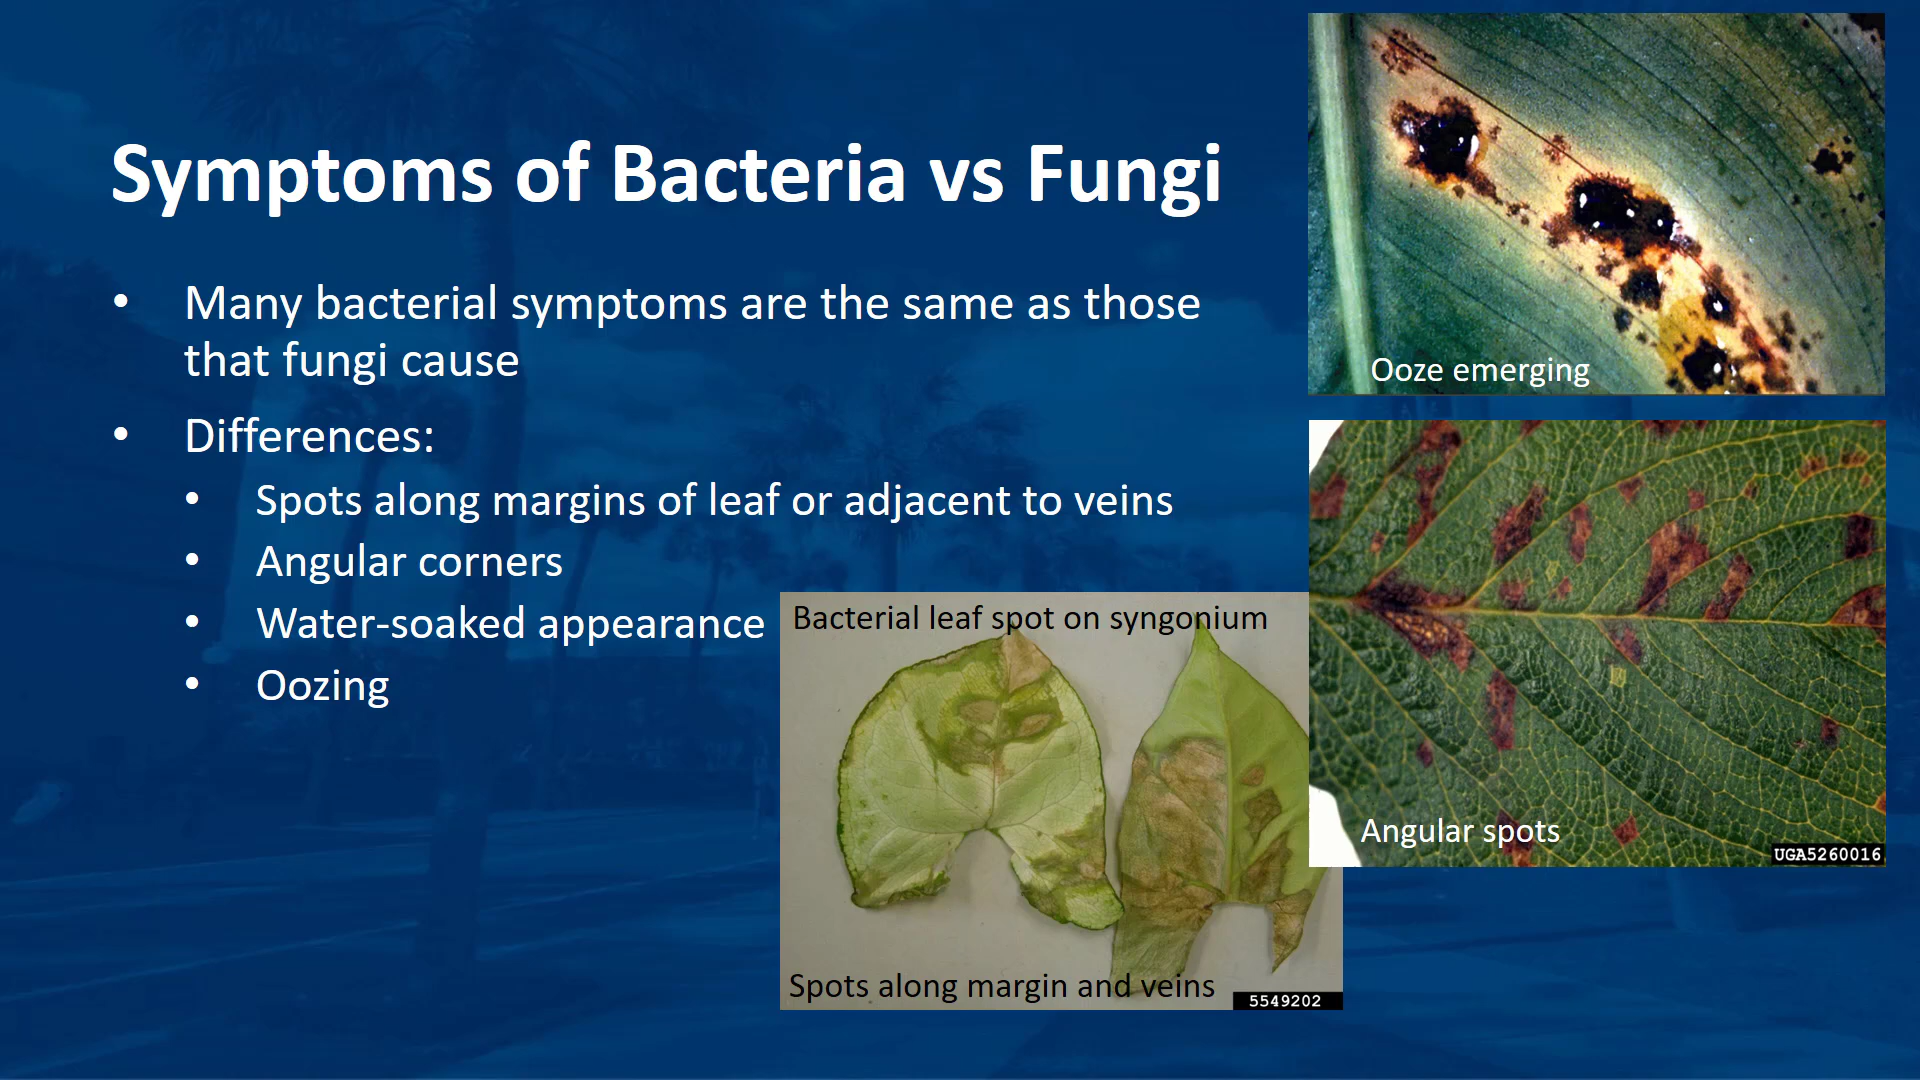 Symptoms of Bacteria vs Fungi
• Many bacterial symptoms are the same as those
that fungi cause
• Differences:
• Spots along margins of leaf or adjacent to veins
• Angular corners
• Water-soaked appearance
• Oozing
Ooze emerging
Angular spots
UGA5260016
Bacterial leaf spot on syngonium
Spots along margin and veins
5549202